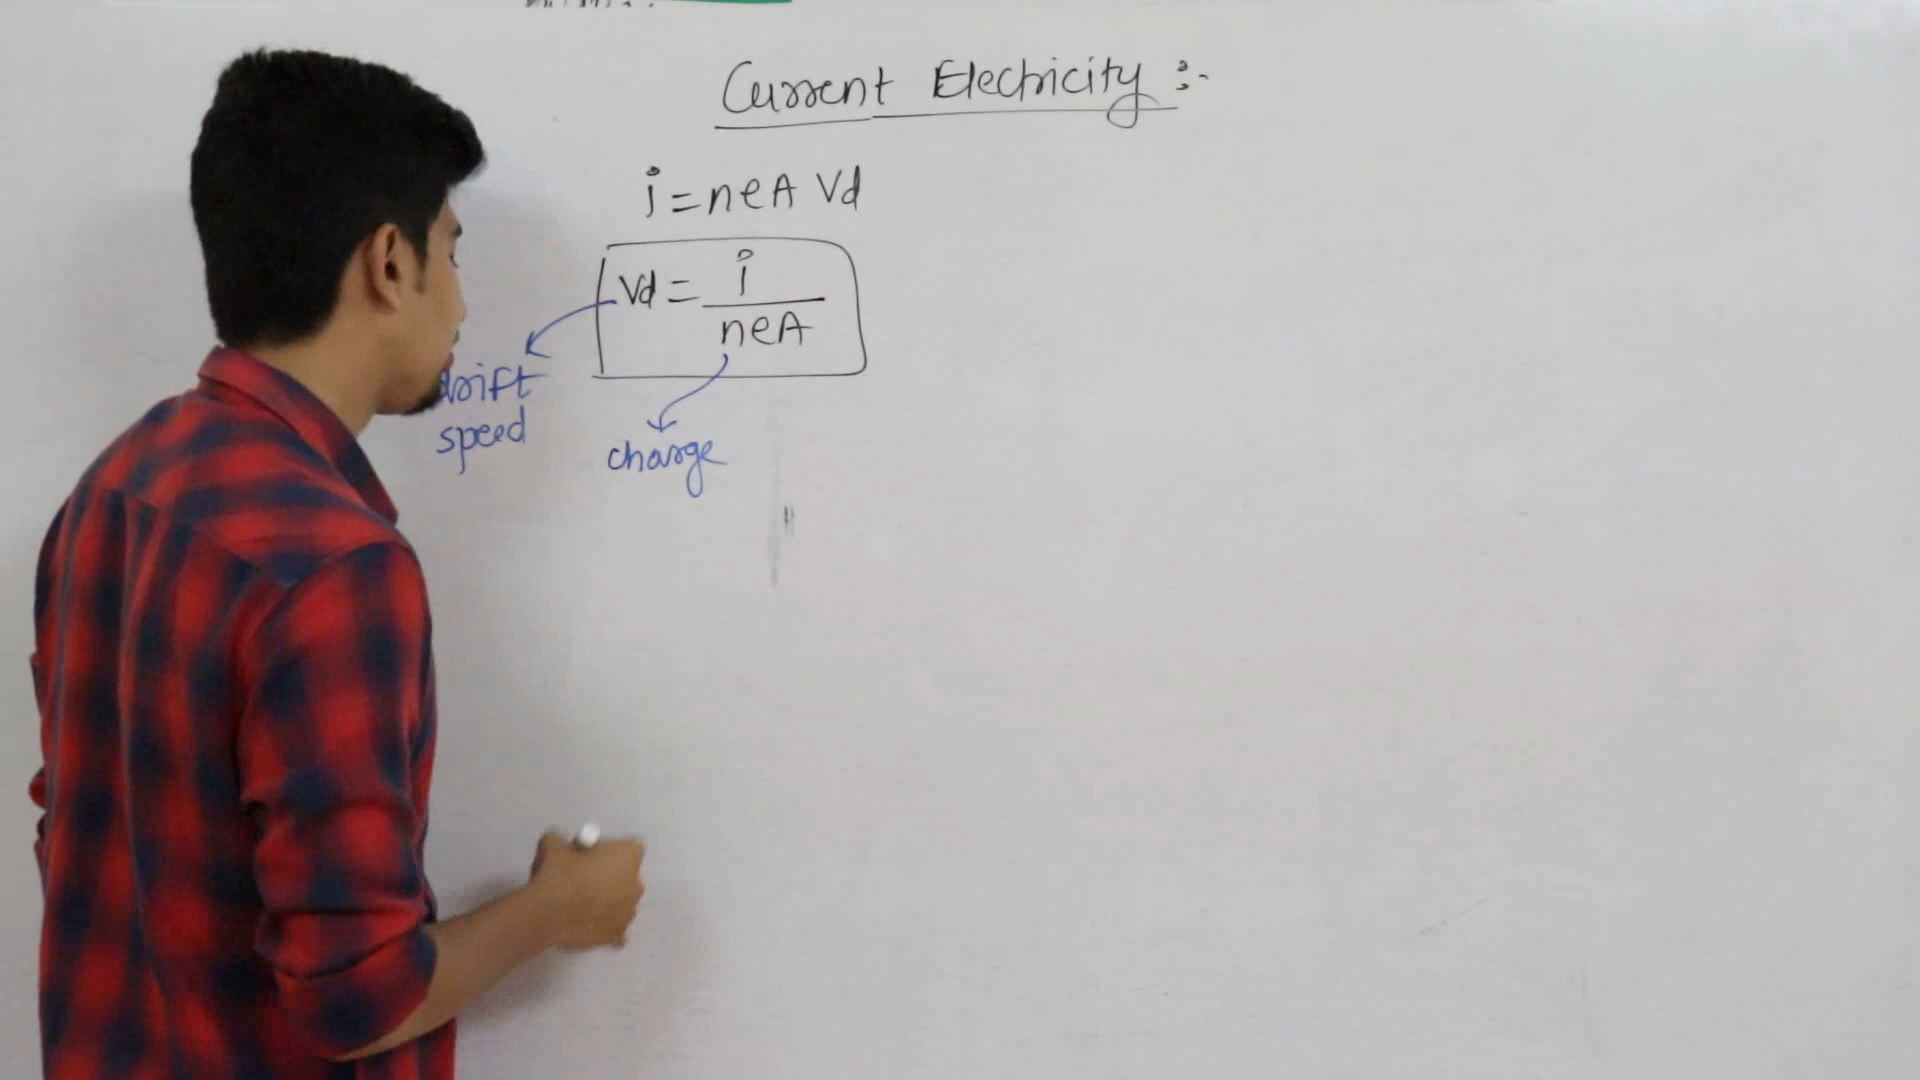 Current Electricity :-
i = neA Vd
Vd = i / neA
drift
speed
charge